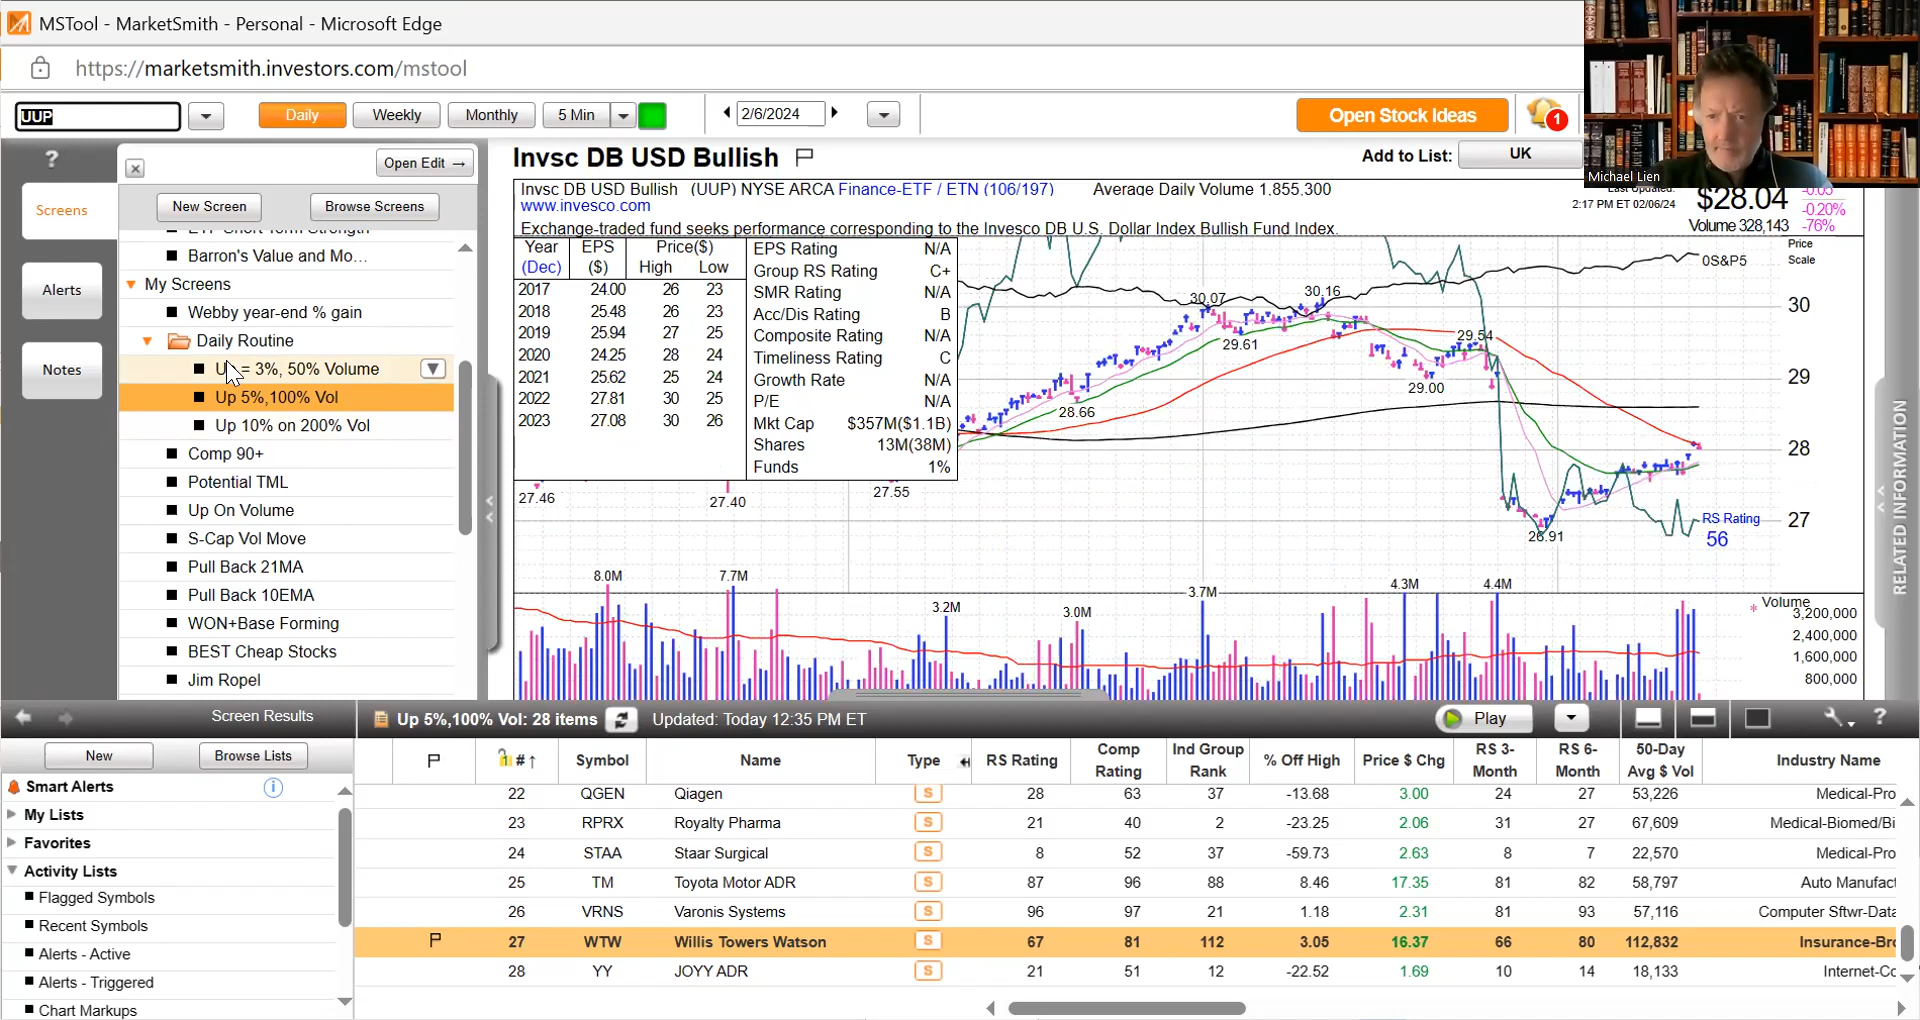 MSTool - MarketSmith - Personal - Microsoft Edge
https://marketsmith.investors.com/mstool
UUP
Daily
Weekly
Monthly
5 Min
2/6/2024
Open Stock Ideas
1
Michael Lien
?
Screens
Alerts
Notes
Open Edit →
New Screen
Browse Screens
Barron's Value and Mo...
My Screens
Webby year-end % gain
Daily Routine
= 3%, 50% Volume
Up 5%,100% Vol
Up 10% on 200% Vol
Comp 90+
Potential TML
Up On Volume
S-Cap Vol Move
Pull Back 21MA
Pull Back 10EMA
WON+Base Forming
BEST Cheap Stocks
Jim Ropel
Invsc DB USD Bullish
Add to List: UK
Invsc DB USD Bullish (UUP) NYSE ARCA Finance-ETF / ETN (106/197) Average Daily Volume 1,855,300
www.invesco.com
Exchange-traded fund seeks performance corresponding to the Invesco DB U.S. Dollar Index Bullish Fund Index.
Last Updated:
2:17 PM ET 02/06/24
$28.04
-0.05
-0.20%
Volume 328,143 -76%
Year (Dec) EPS ($) Price($) High Low
2017 24.00 26 23
2018 25.48 26 23
2019 25.94 27 25
2020 24.25 28 24
2021 25.62 25 24
2022 27.81 30 25
2023 27.08 30 26
EPS Rating N/A
Group RS Rating C+
SMR Rating N/A
Acc/Dis Rating B
Composite Rating N/A
Timeliness Rating C
Growth Rate N/A
P/E N/A
Mkt Cap $357M($1.1B)
Shares 13M(38M)
Funds 1%
27.46
27.40
27.55
28.66
30.07
29.61
30.16
29.00
29.54
26.91
0S&P5
Price Scale
30
29
28
27
RS Rating
56
8.0M
7.7M
3.2M
3.0M
3.7M
4.3M
4.4M
* Volume
3,200,000
2,400,000
1,600,000
800,000
RELATED INFORMATION
Screen Results
Up 5%,100% Vol: 28 items
Updated: Today 12:35 PM ET
Play
?
New
Browse Lists
Smart Alerts
i
My Lists
Favorites
Activity Lists
Flagged Symbols
Recent Symbols
Alerts - Active
Alerts - Triggered
Chart Markups
# ↑ Symbol Name Type RS Rating Comp Rating Ind Group Rank % Off High Price $ Chg RS 3-Month RS 6-Month 50-Day Avg $ Vol Industry Name
22 QGEN Qiagen S 28 63 37 -13.68 3.00 24 27 53,226 Medical-Pro
23 RPRX Royalty Pharma S 21 40 2 -23.25 2.06 31 27 67,609 Medical-Biomed/Bi
24 STAA Staar Surgical S 8 52 37 -59.73 2.63 8 7 22,570 Medical-Pro
25 TM Toyota Motor ADR S 87 96 88 8.46 17.35 81 82 58,797 Auto Manufact
26 VRNS Varonis Systems S 96 97 21 1.18 2.31 81 93 57,116 Computer Sftwr-Data
27 WTW Willis Towers Watson S 67 81 112 3.05 16.37 66 80 112,832 Insurance-Bro
28 YY JOYY ADR S 21 51 12 -22.52 1.69 10 14 18,133 Internet-Co